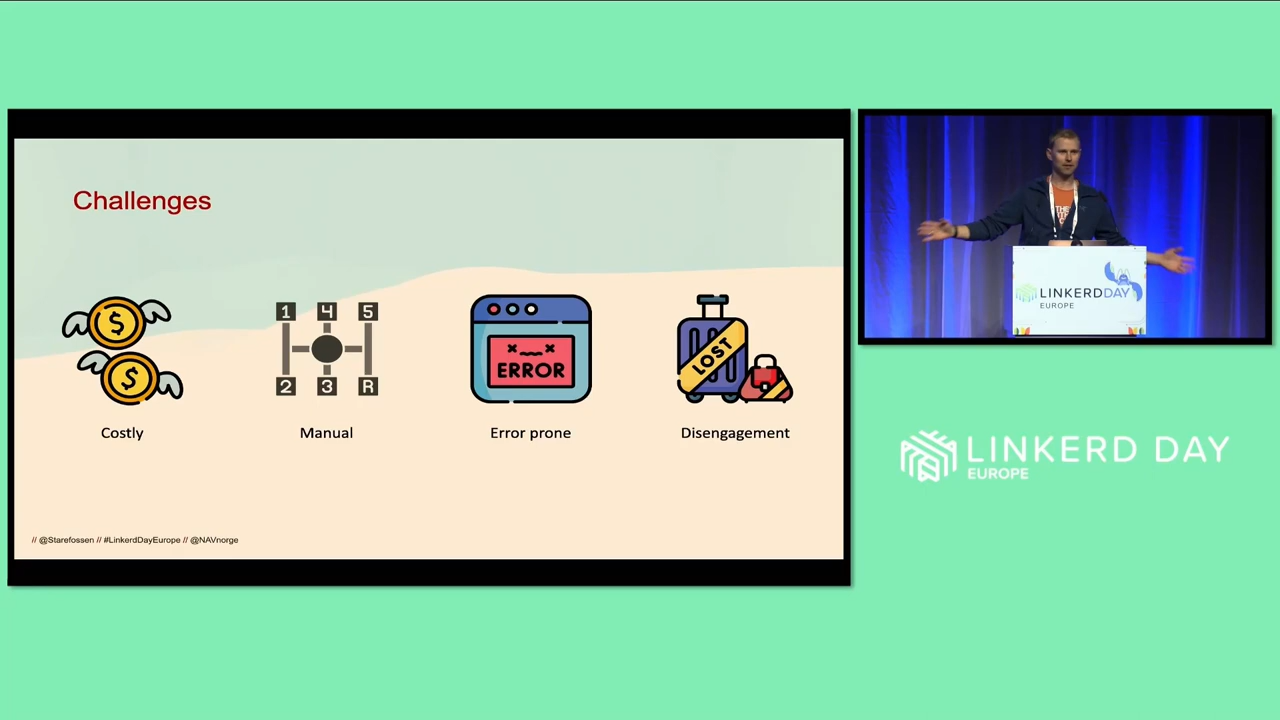 Challenges
$
$
1 4 5
2 3 R
ERROR
LOST
Costly
Manual
Error prone
Disengagement
// @Starefossen // #LinkerdDayEurope // @NAVnorge
THE
LINKERDDAY
EUROPE
LINKERD DAY
EUROPE